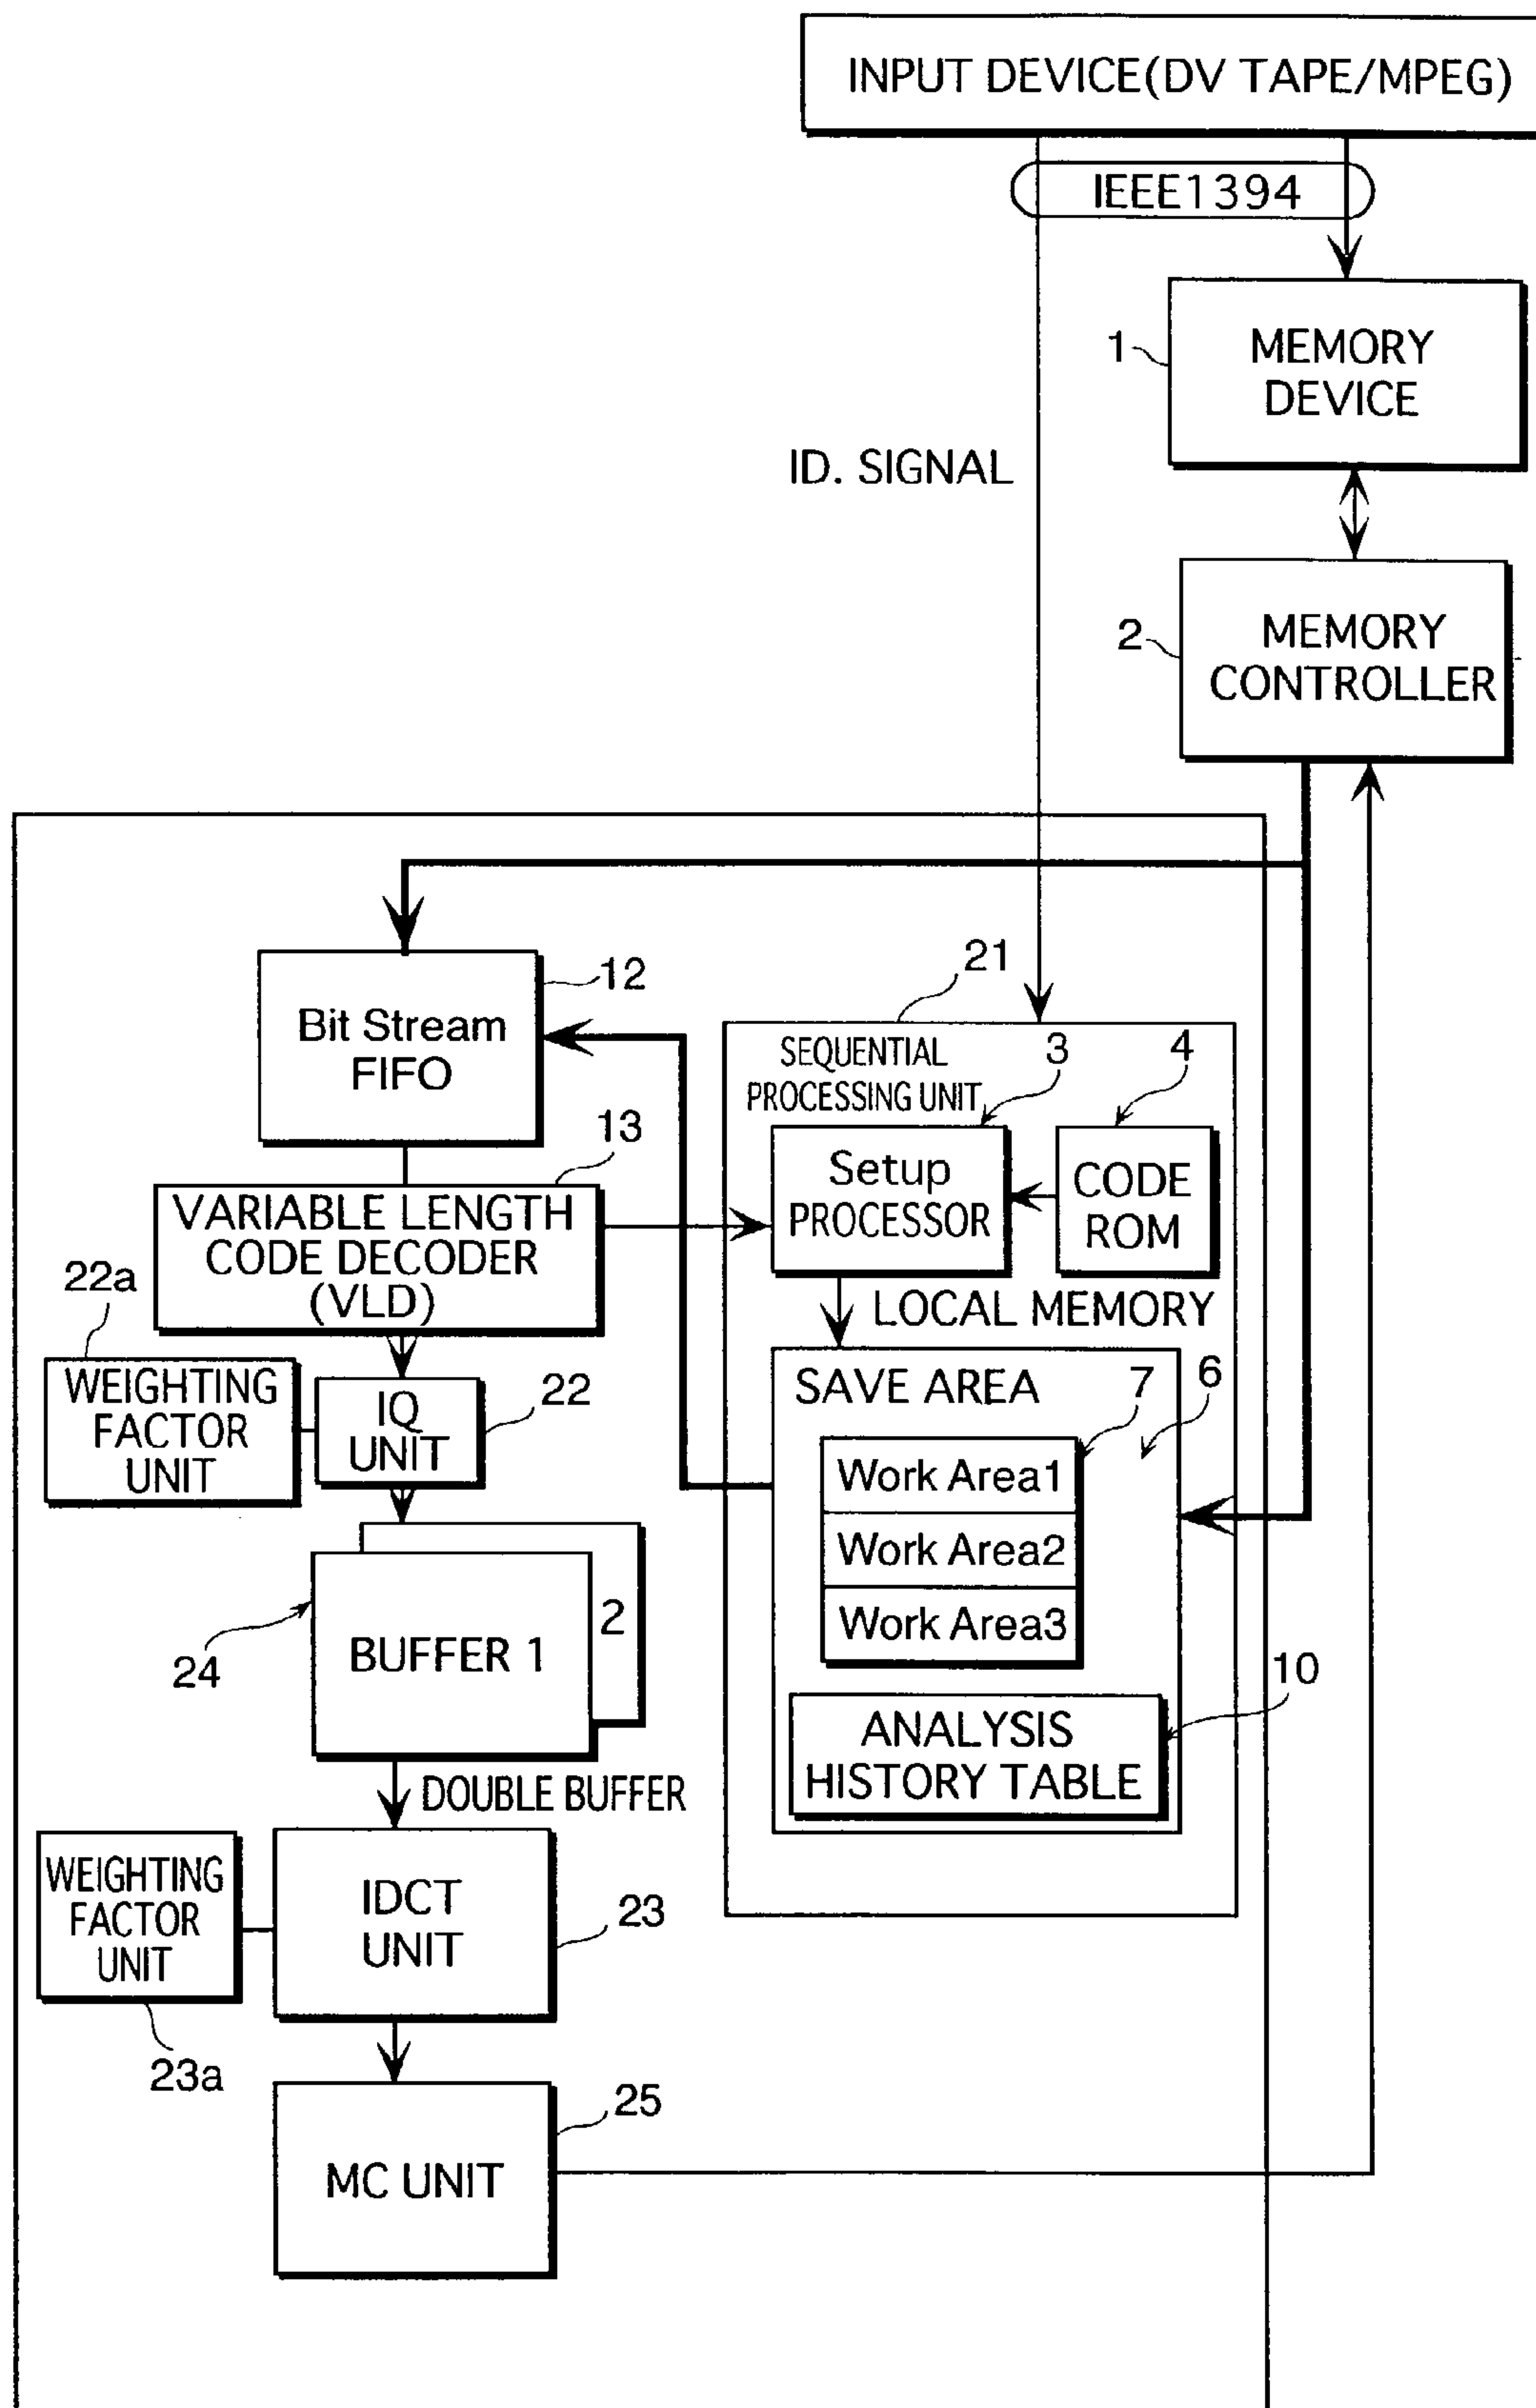 INPUT DEVICE(DV TAPE/MPEG)
IEEE1394
1
MEMORY
DEVICE
ID. SIGNAL
2
MEMORY
CONTROLLER
12
Bit Stream
FIFO
21
SEQUENTIAL
PROCESSING UNIT
3
4
Setup
PROCESSOR
CODE
ROM
13
VARIABLE LENGTH
CODE DECODER
(VLD)
LOCAL MEMORY
22a
WEIGHTING
FACTOR
UNIT
IQ
UNIT
22
SAVE AREA
7
6
Work Area1
Work Area2
Work Area3
24
BUFFER 1
2
10
ANALYSIS
HISTORY TABLE
DOUBLE BUFFER
WEIGHTING
FACTOR
UNIT
23a
IDCT
UNIT
23
25
MC UNIT